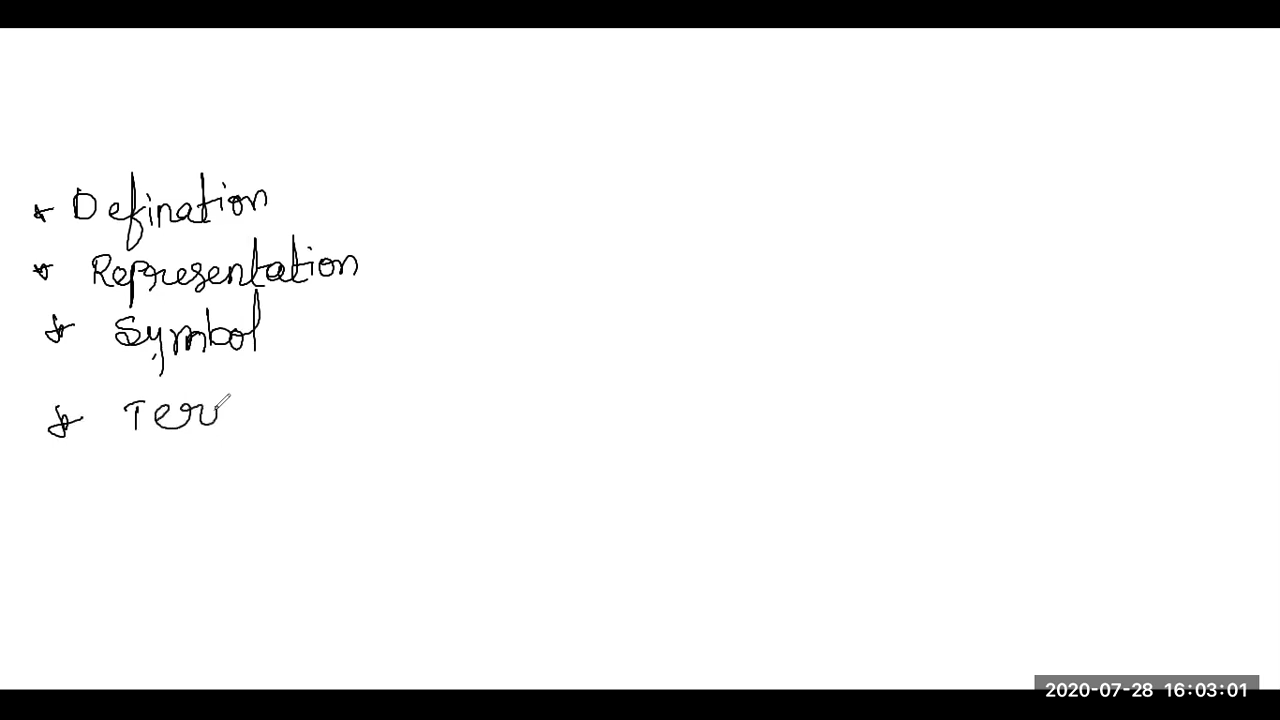 * Defination
* Representation
* Symbol
* Ter
2020-07-28 16:03:01